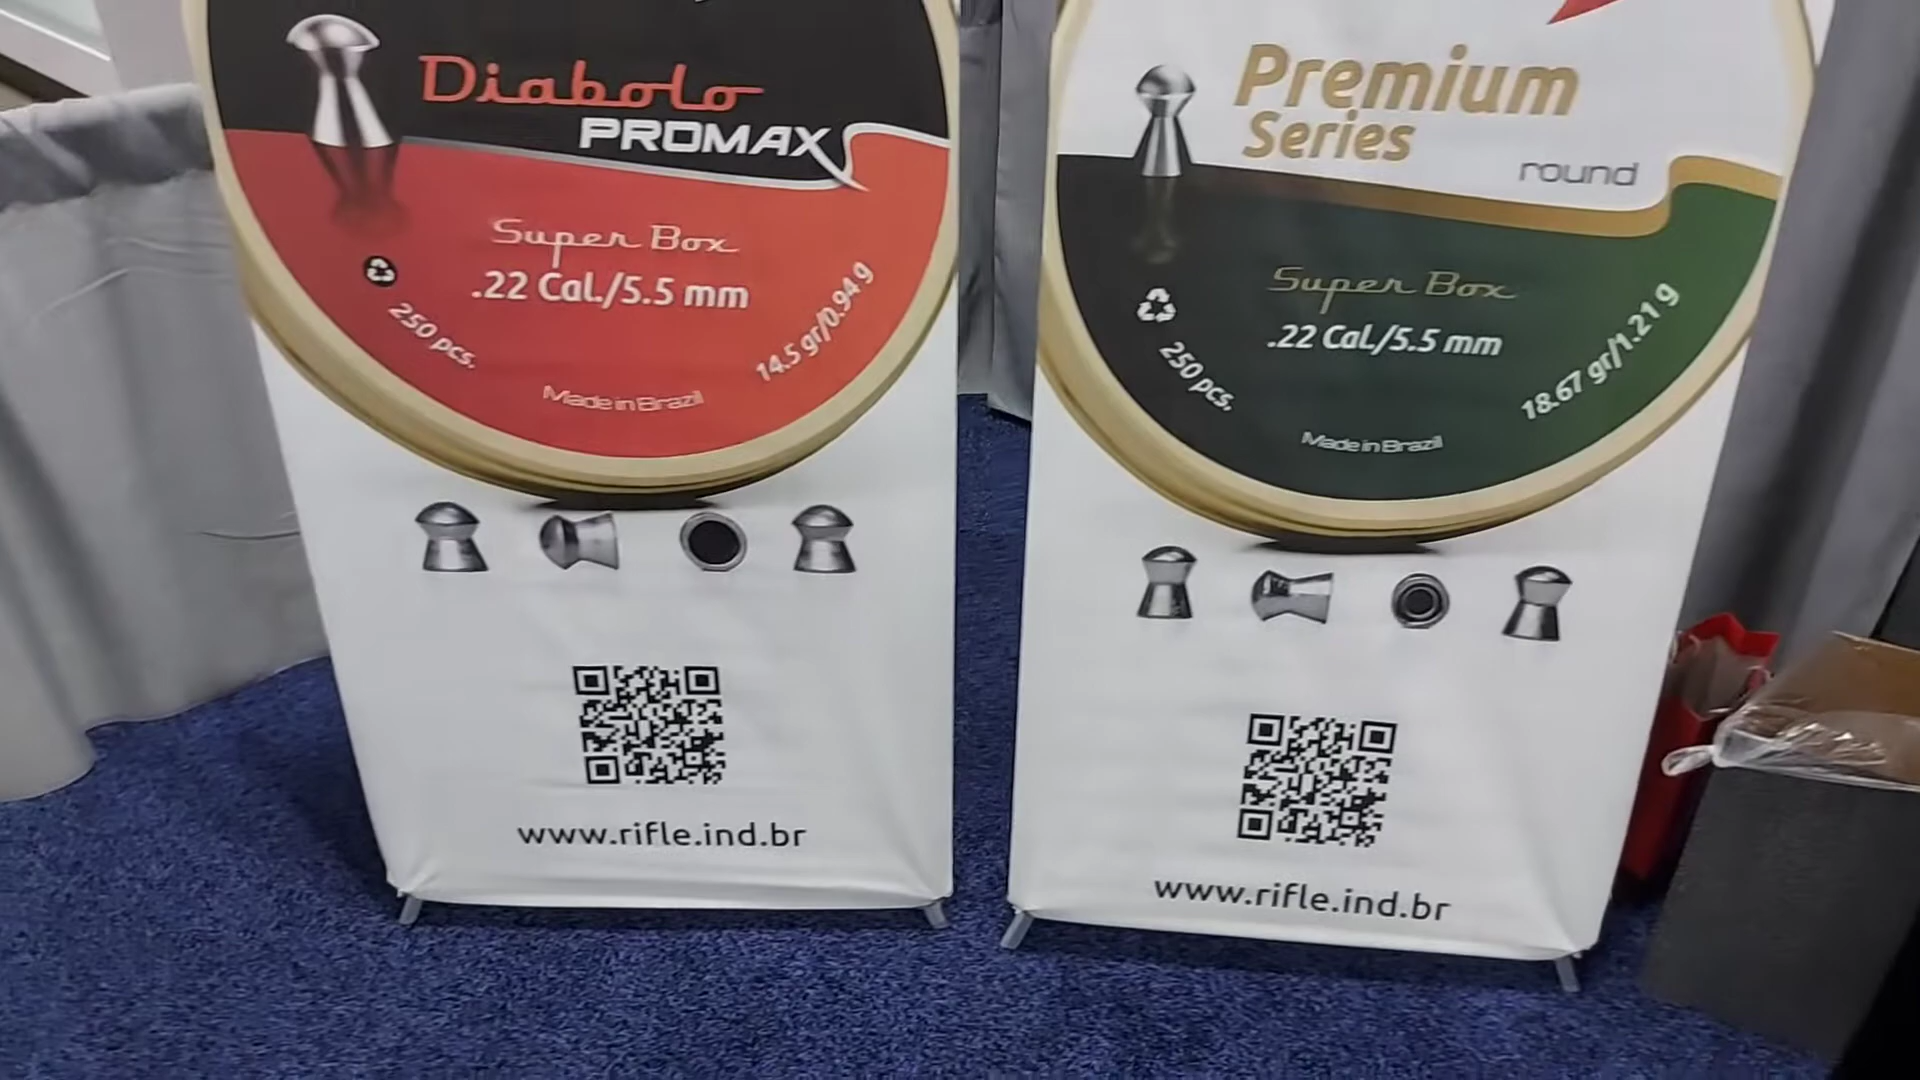 Diabolo
PROMAX
Super Box
.22 Cal./5.5 mm
250 pcs.
14.5 gr/0.94 g
Made in Brazil
www.rifle.ind.br
Premium
Series
round
Super Box
.22 Cal./5.5 mm
250 pcs.
18.67 gr/1.21 g
Made in Brazil
www.rifle.ind.br